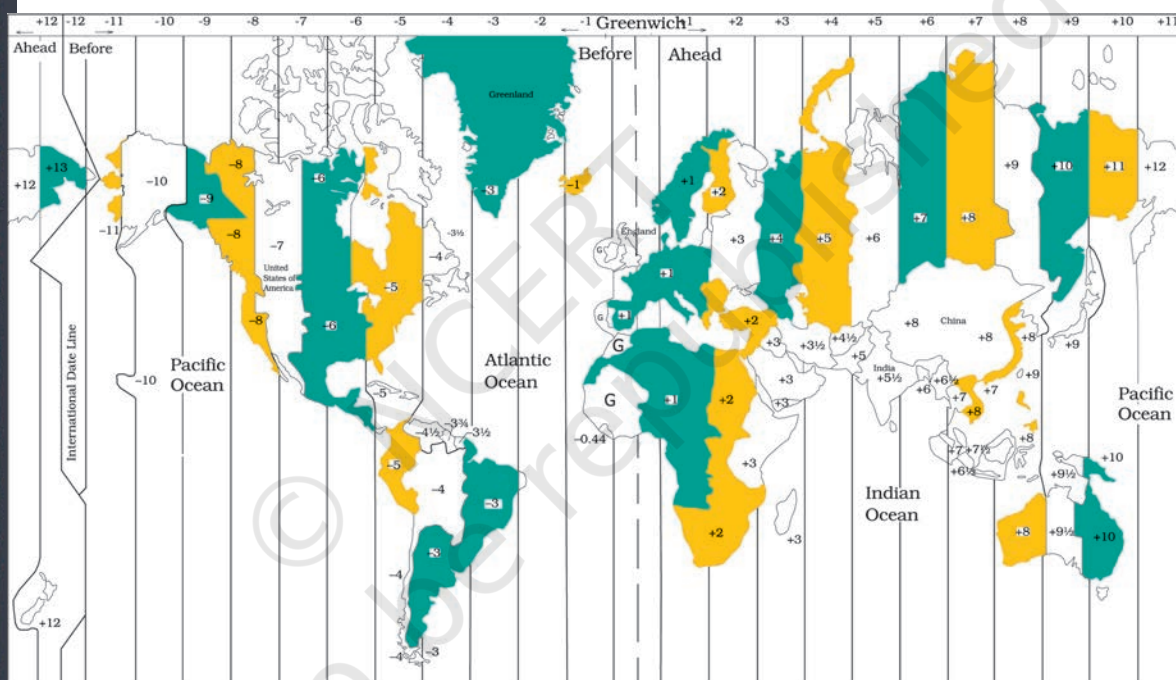 +12 -12 -11 -10 -9 -8 -7 -6 -5 -4 -3 -2 -1 Greenwich +1 +2 +3 +4 +5 +6 +7 +8 +9 +10 +11
Ahead Before Before Ahead
Greenland
+12 +13 -11 -10 -9 -8 -8 -8 -7 -6 -6 -5 -4 -3½ -3 -1
United
States of
America
England
G
G
+1 +2 +3 +4 +5 +6 +7 +8 +9 +10 +11 +12
+1
+1
+2
G
+3 +3½ +4½
+5
+8 China +8 +8
+9
India
+5½
+6 +6½
+7 +7
+8
+9
+8
International Date Line
-10
Pacific
Ocean
Atlantic
Ocean
-5
-4½ -3¾ -3½
-5
-4
-3
-3
-4
-4 -3
G
-0.44
+1
+2
+3
+3
+3
+2
+3
Indian
Ocean
Pacific
Ocean
+7 +7½
+6½
+9½
+10
+8 +9½ +10
+12
© NCERT
be republished